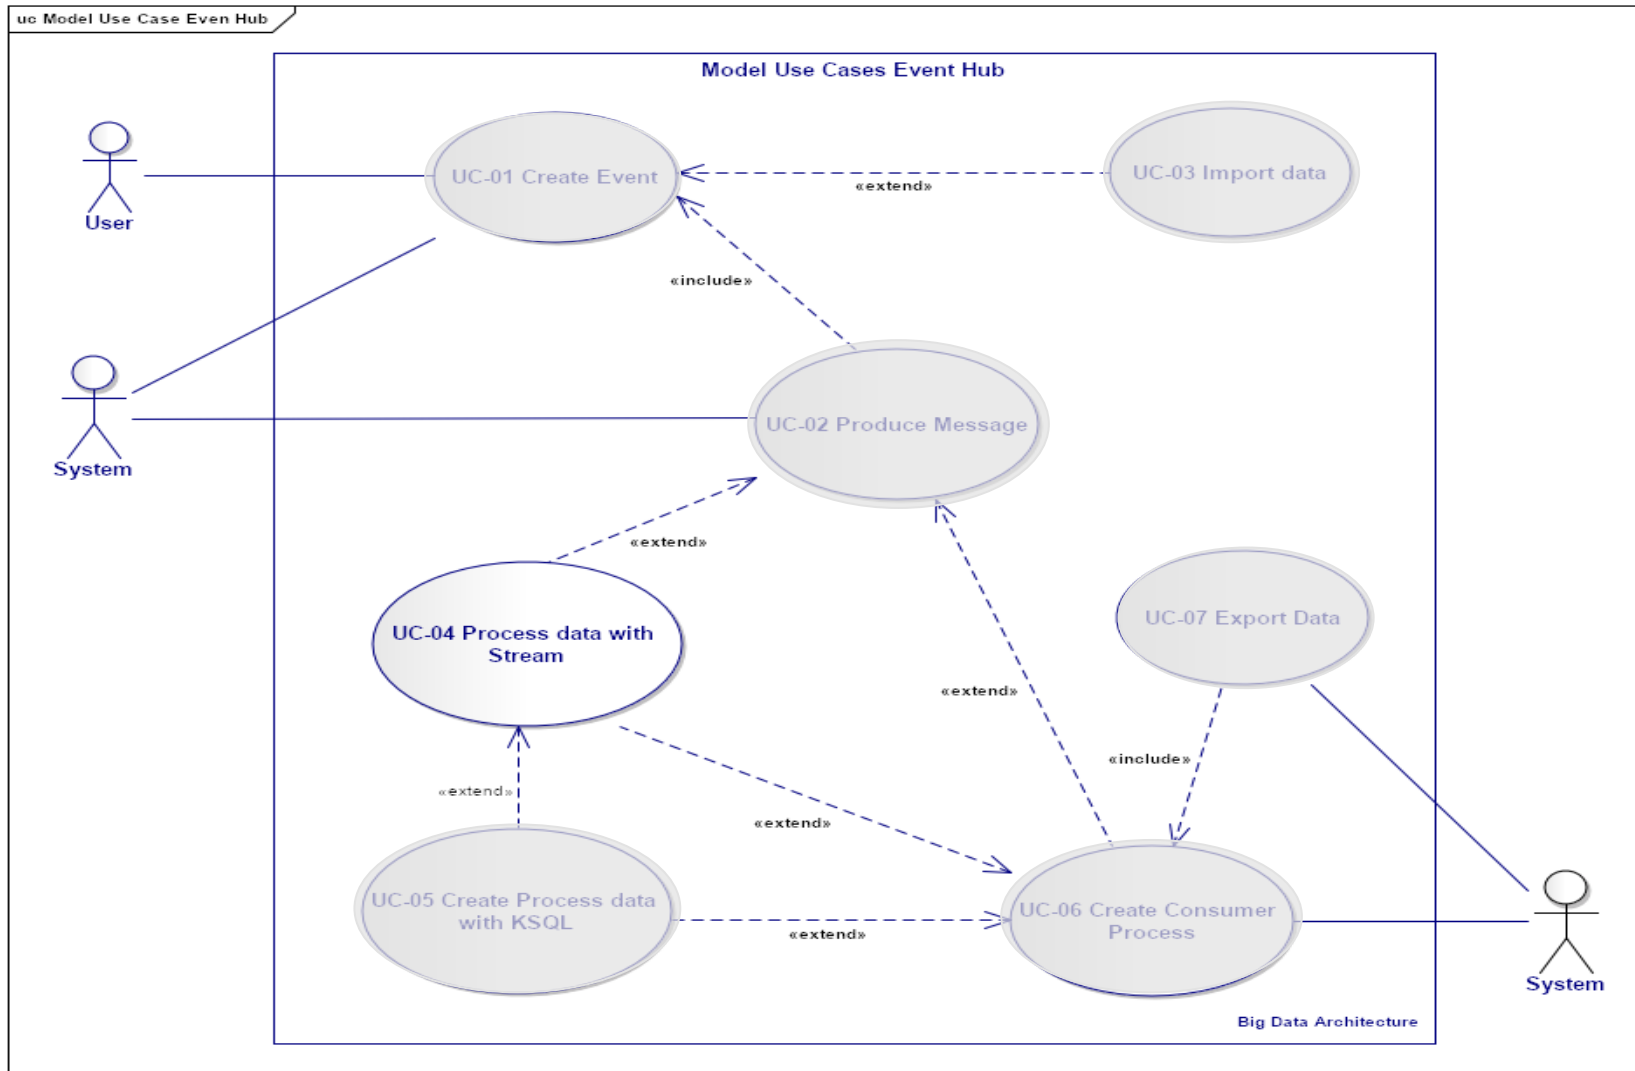 uc Model Use Case Even Hub
Model Use Cases Event Hub
UC-01 Create Event
UC-03 Import data
«extend»
User
«include»
UC-02 Produce Message
System
«extend»
UC-04 Process data with
Stream
UC-07 Export Data
«extend»
«include»
«extend»
«extend»
UC-05 Create Process data
with KSQL
UC-06 Create Consumer
Process
«extend»
System
Big Data Architecture